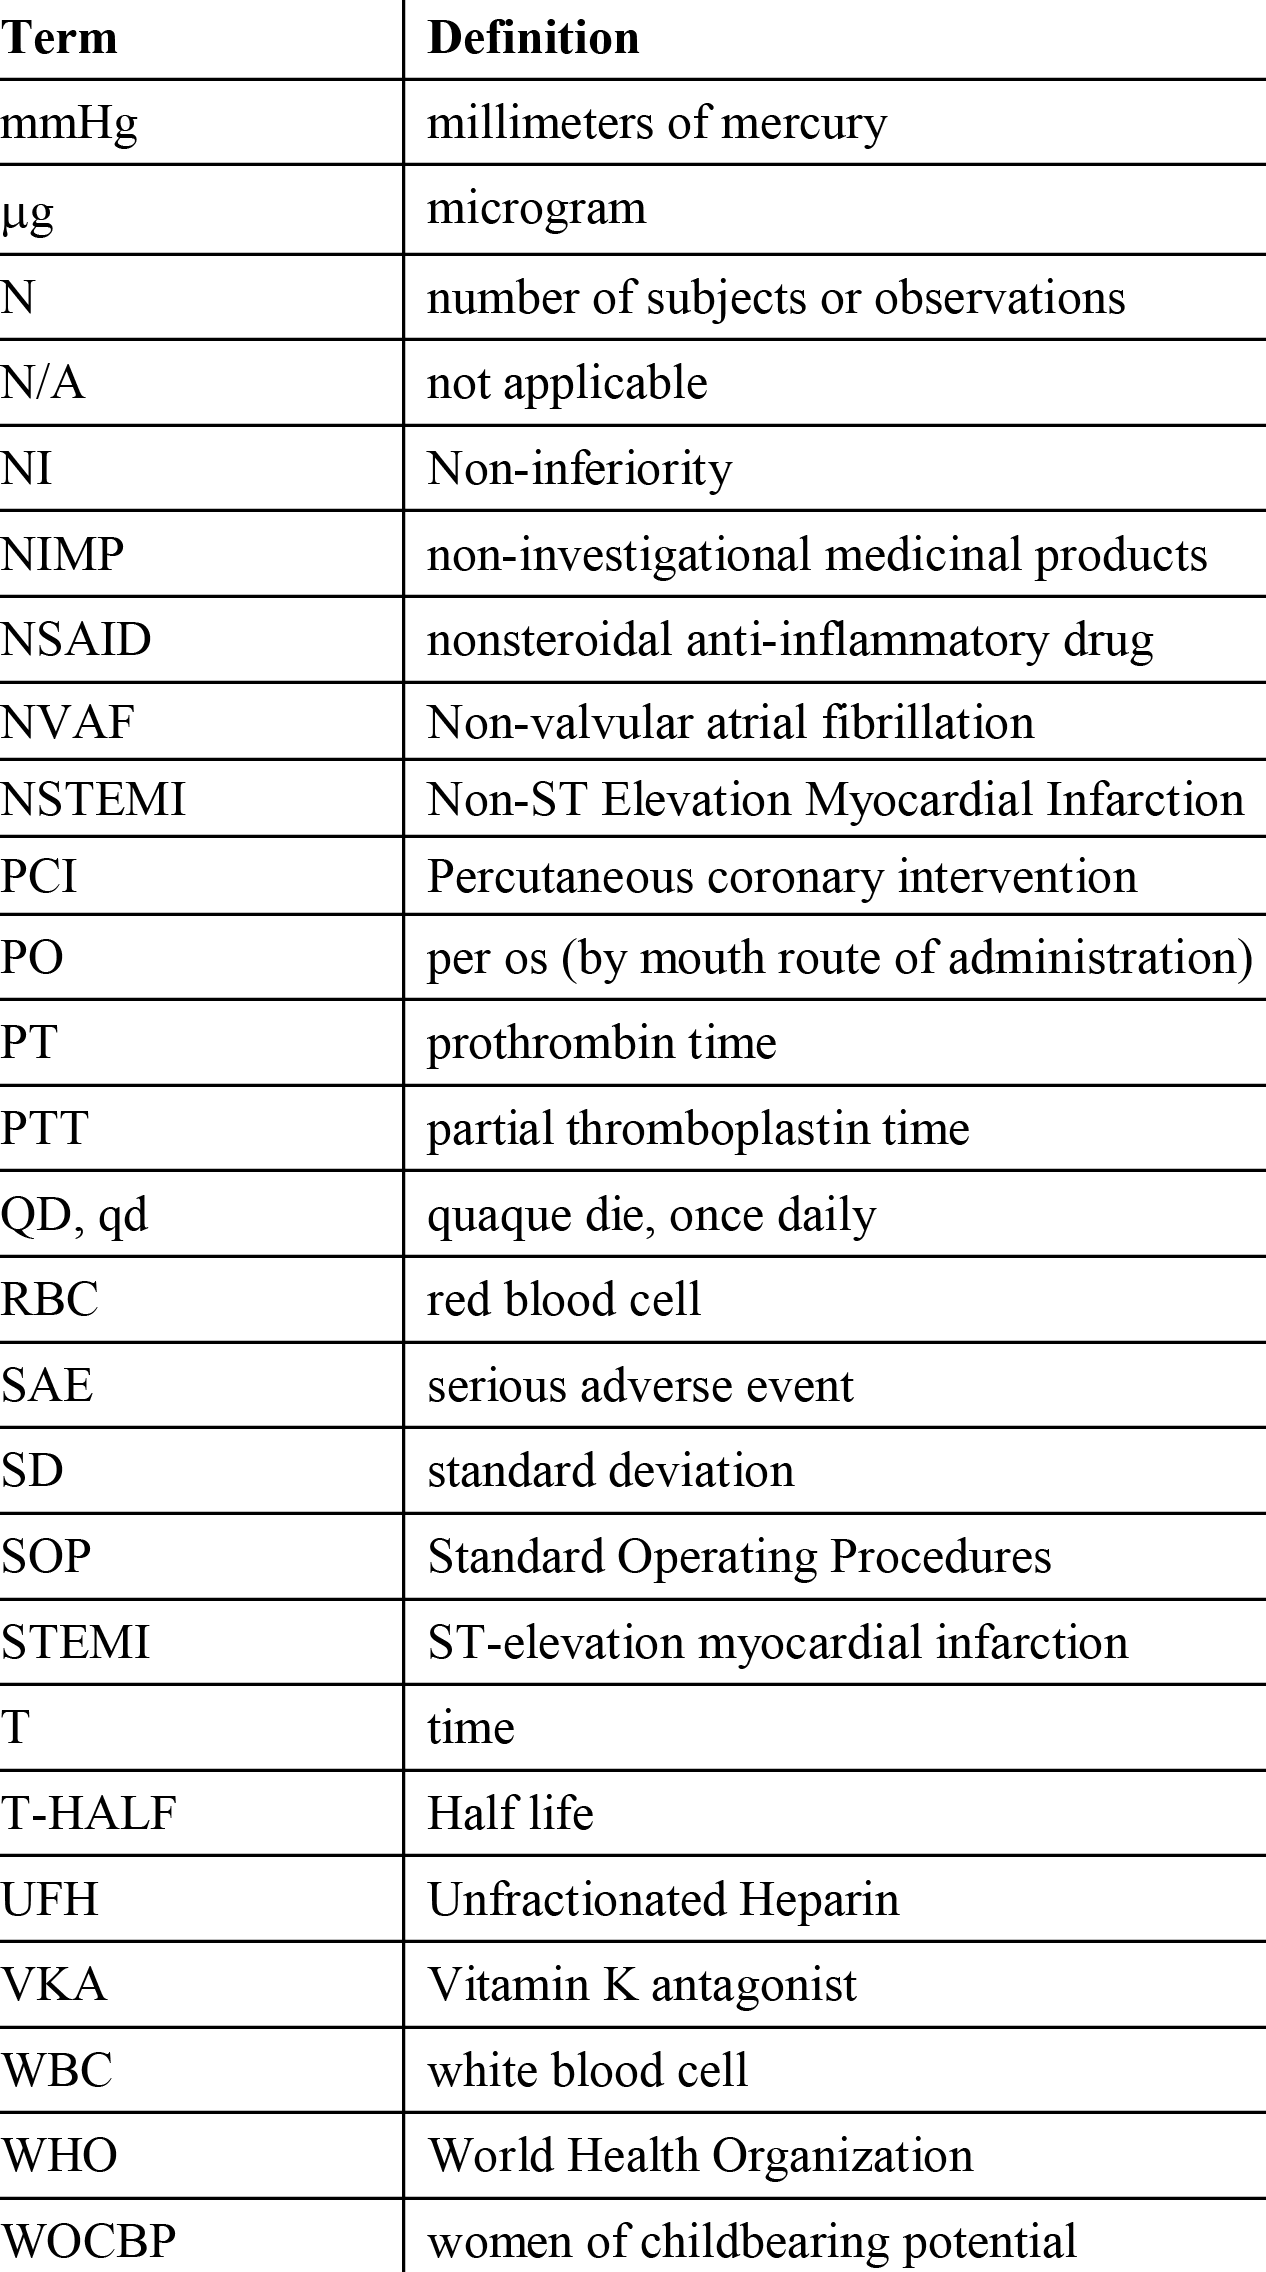 Term Definition
mmHg millimeters of mercury
µg microgram
N number of subjects or observations
N/A not applicable
NI Non-inferiority
NIMP non-investigational medicinal products
NSAID nonsteroidal anti-inflammatory drug
NVAF Non-valvular atrial fibrillation
NSTEMI Non-ST Elevation Myocardial Infarction
PCI Percutaneous coronary intervention
PO per os (by mouth route of administration)
PT prothrombin time
PTT partial thromboplastin time
QD, qd quaque die, once daily
RBC red blood cell
SAE serious adverse event
SD standard deviation
SOP Standard Operating Procedures
STEMI ST-elevation myocardial infarction
T time
T-HALF Half life
UFH Unfractionated Heparin
VKA Vitamin K antagonist
WBC white blood cell
WHO World Health Organization
WOCBP women of childbearing potential